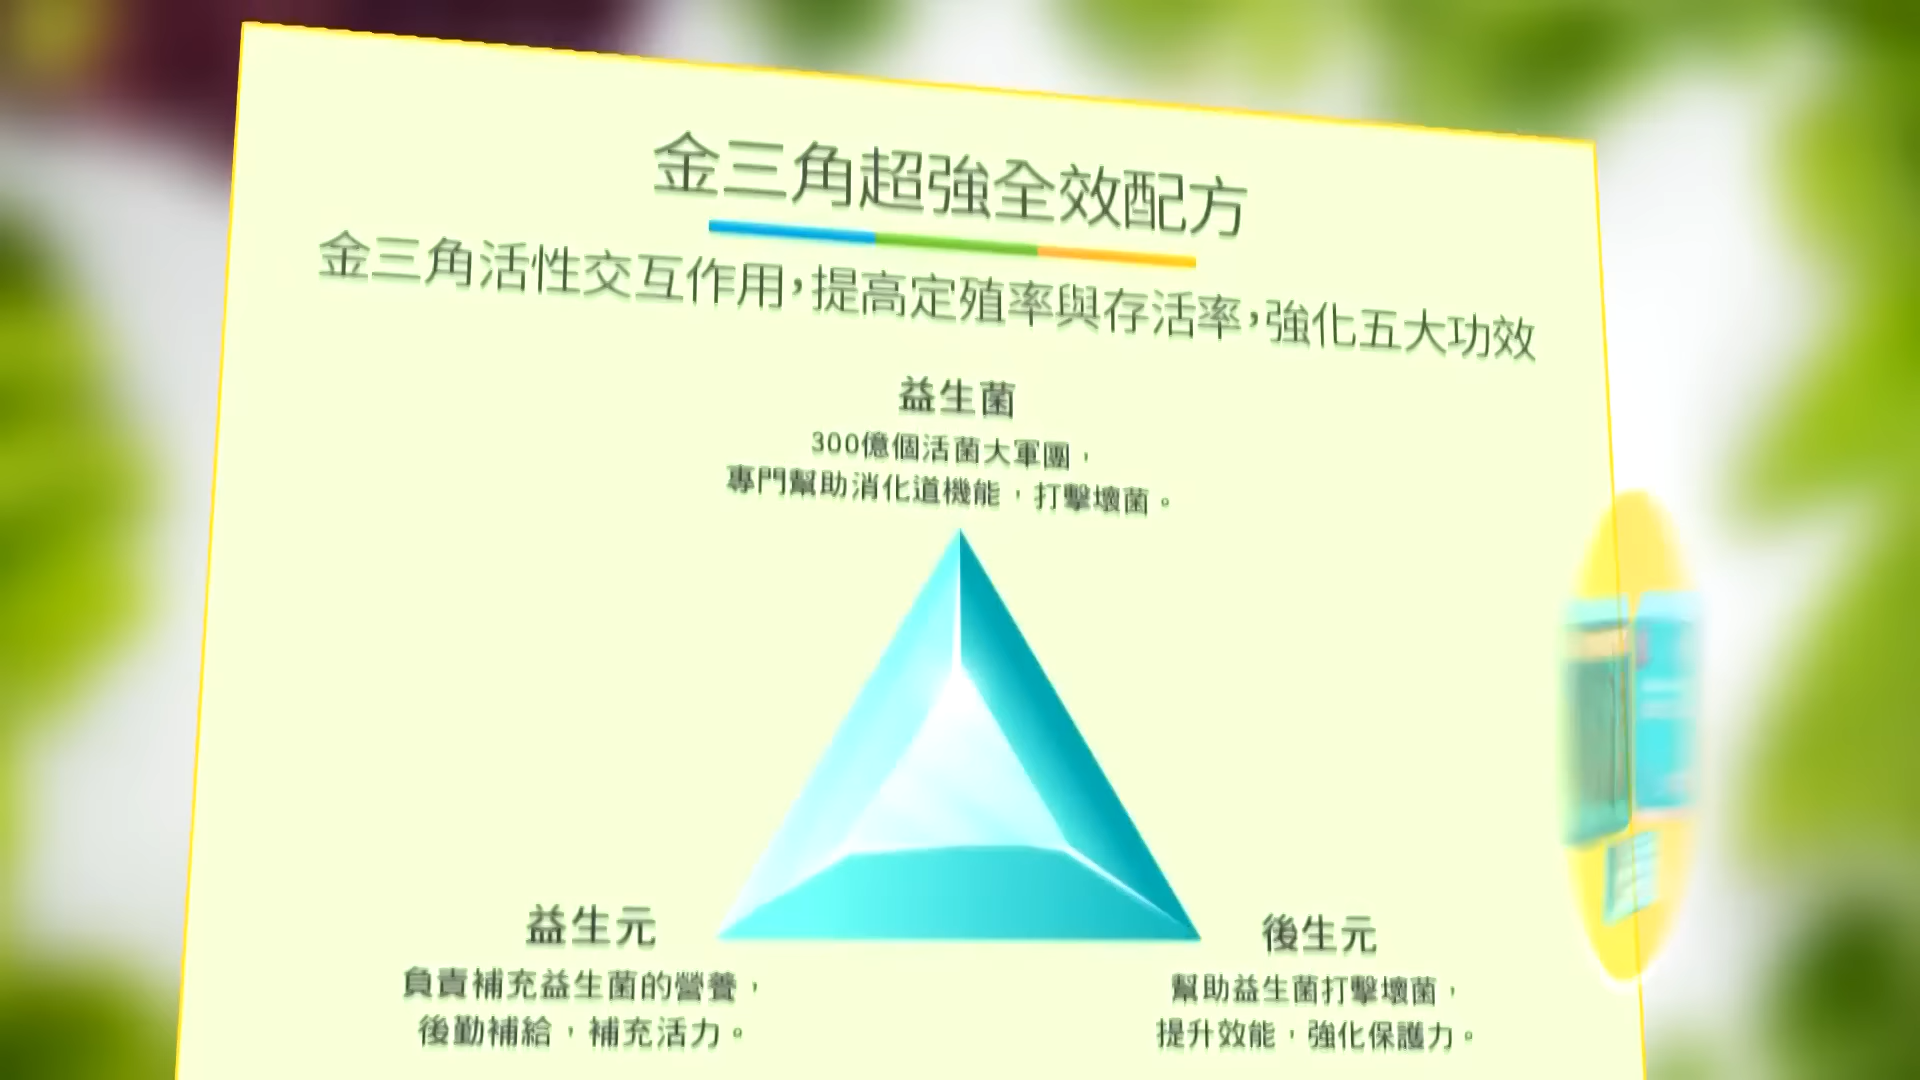 金三角超強全效配方
金三角活性交互作用,提高定殖率與存活率,強化五大功效
益生菌
300億個活菌大軍團，
專門幫助消化道機能，打擊壞菌。
益生元
負責補充益生菌的營養，
後勤補給，補充活力。
後生元
幫助益生菌打擊壞菌，
提升效能，強化保護力。